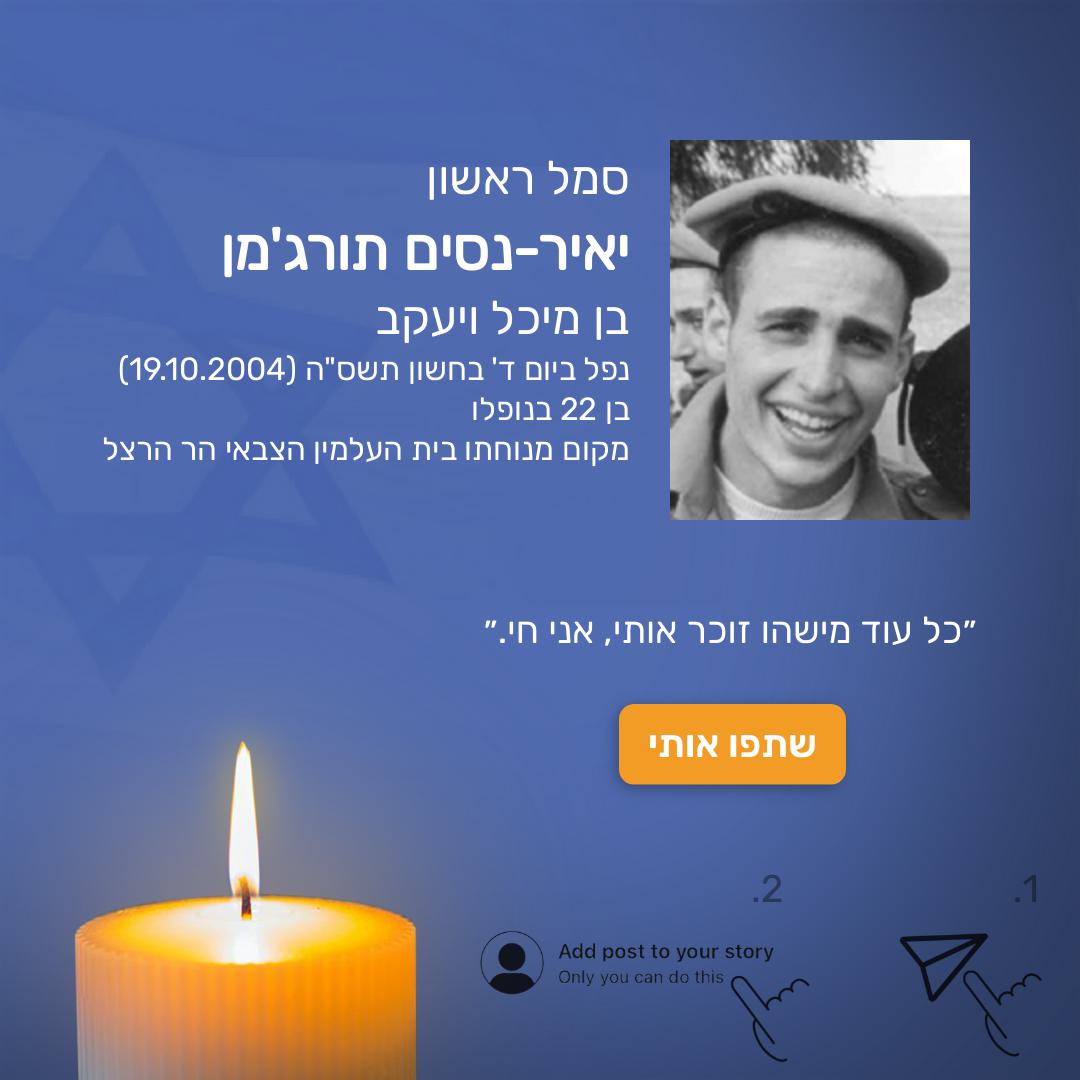 סמל ראשון
יאיר-נסים תורג'מן
בן מיכל ויעקב
נפל ביום ד' בחשון תשס"ה (19.10.2004)
בן 22 בנופלו
מקום מנוחתו בית העלמין הצבאי הר הרצל
״כל עוד מישהו זוכר אותי, אני חי.״
שתפו אותי
.1
.2
Add post to your story
Only you can do this